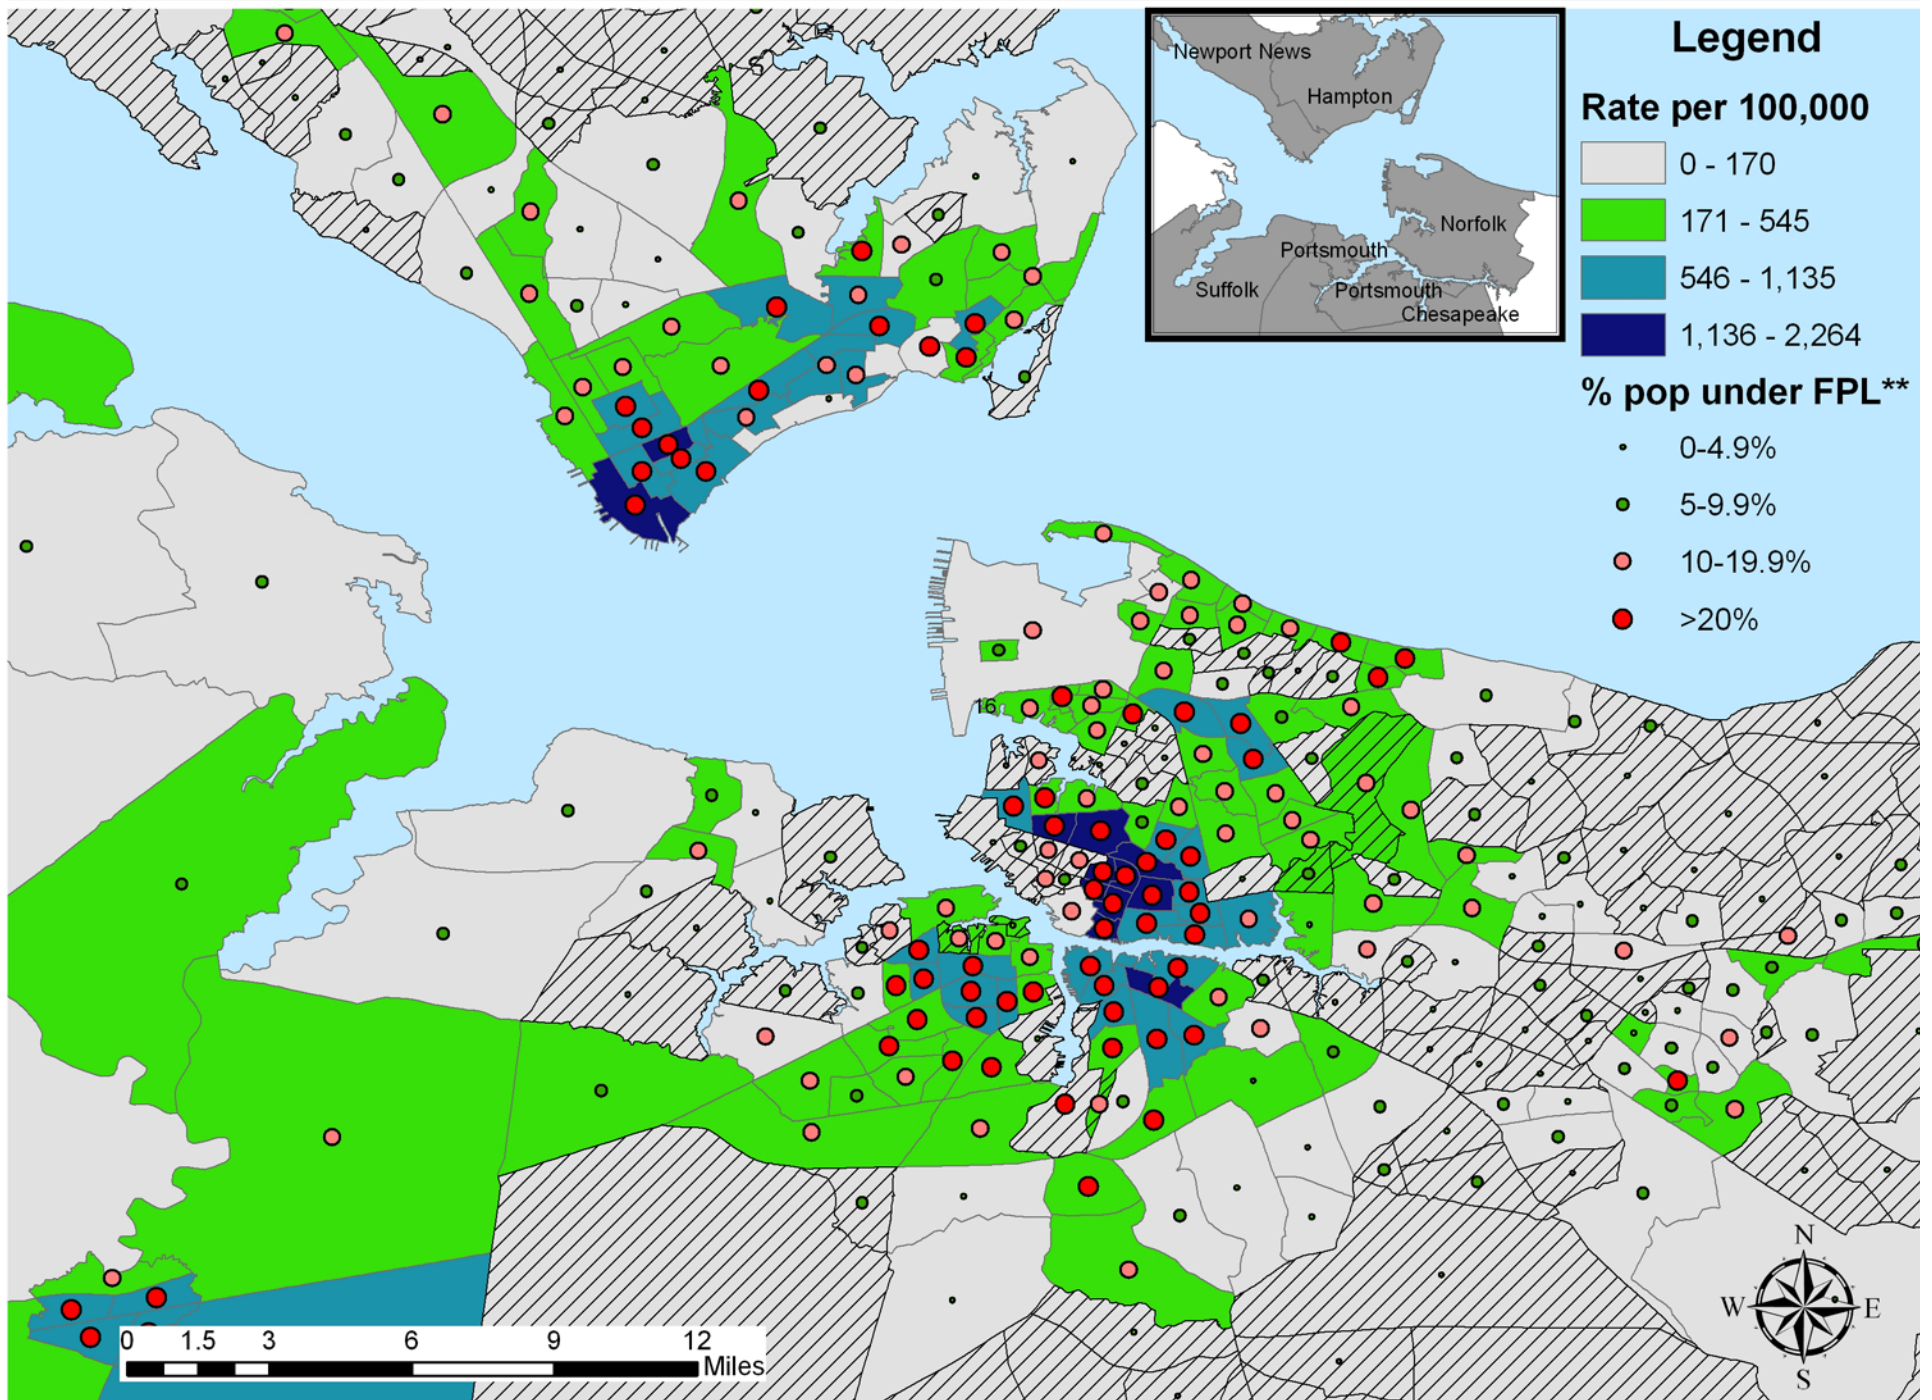 Newport News
Hampton
Norfolk
Portsmouth
Suffolk
Portsmouth
Chesapeake
Legend
Rate per 100,000
0 - 170
171 - 545
546 - 1,135
1,136 - 2,264
% pop under FPL**
0-4.9%
5-9.9%
10-19.9%
>20%
16
N
W E
S
0 1.5 3 6 9 12
Miles